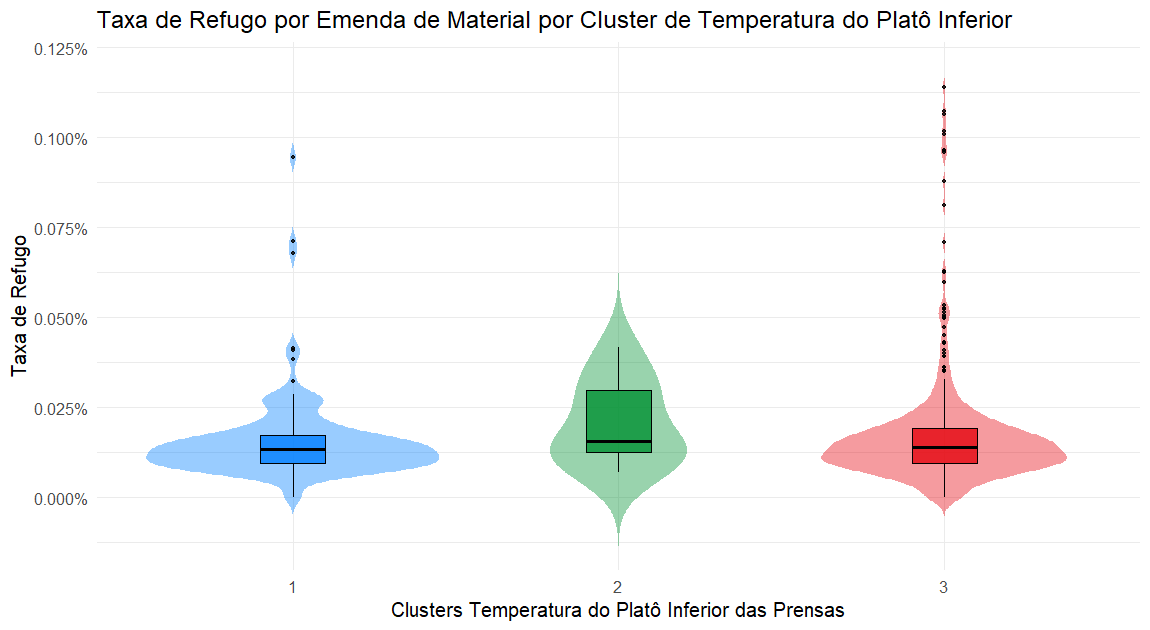 Taxa de Refugo por Emenda de Material por Cluster de Temperatura do Platô Inferior
0.125%
0.100%
0.075%
0.050%
0.025%
0.000%
Taxa de Refugo
1 2 3
Clusters Temperatura do Platô Inferior das Prensas